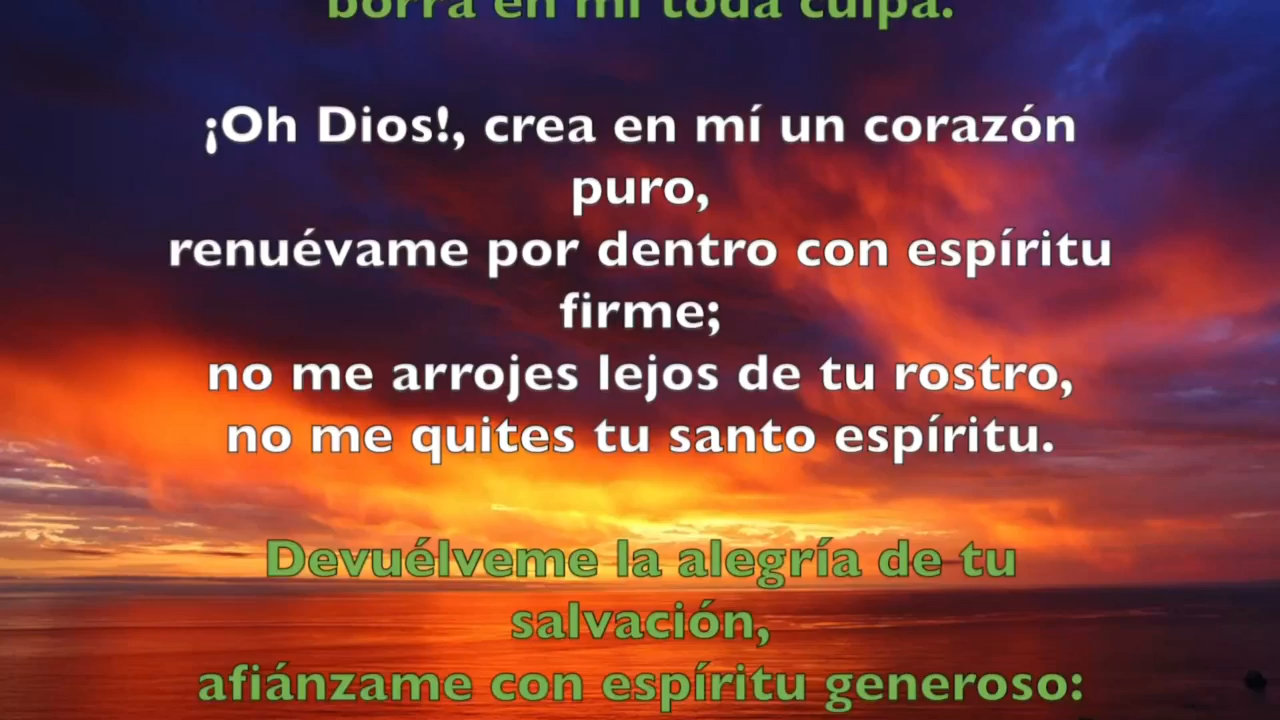 borra en mí toda culpa.
¡Oh Dios!, crea en mí un corazón
puro,
renuévame por dentro con espíritu
firme;
no me arrojes lejos de tu rostro,
no me quites tu santo espíritu.
Devuélveme la alegría de tu
salvación,
afiánzame con espíritu generoso: